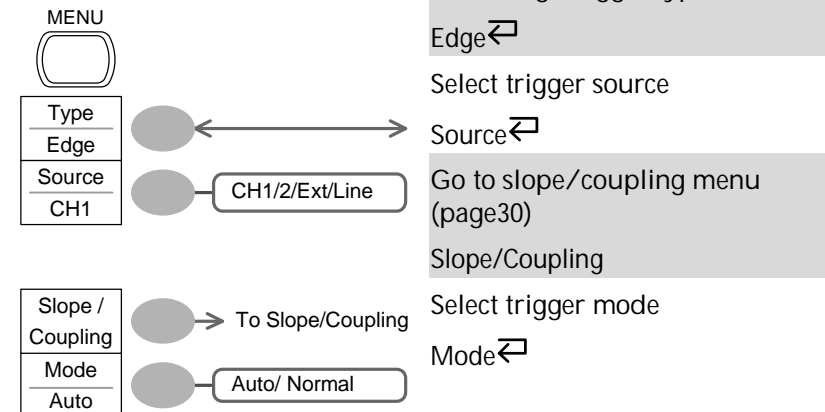 MENU
Type
Edge
Source
CH1
CH1/2/Ext/Line
Slope /
Coupling
To Slope/Coupling
Mode
Auto
Auto/ Normal
Edge
Select trigger source
Source
Go to slope/coupling menu
(page30)
Slope/Coupling
Select trigger mode
Mode